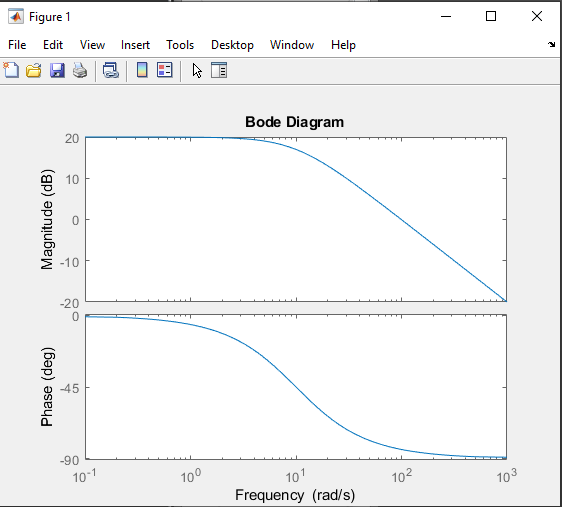 Figure 1
File Edit View Insert Tools Desktop Window Help
Bode Diagram
Magnitude (dB)
20
10
0
-10
-20
Phase (deg)
0
-45
-90
10⁻¹ 10⁰ 10¹ 10² 10³
Frequency (rad/s)